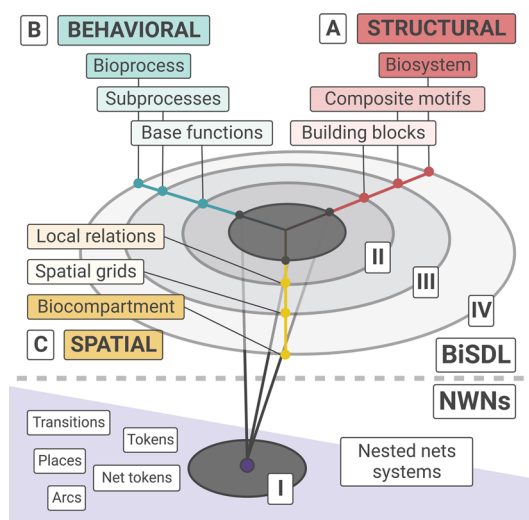 B BEHAVIORAL
A STRUCTURAL
Bioprocess
Biosystem
Subprocesses
Composite motifs
Base functions
Building blocks
Local relations
II
Spatial grids
III
Biocompartment
IV
C SPATIAL
BiSDL
NWNs
Transitions
Tokens
Places
Net tokens
Arcs
I
Nested nets
systems